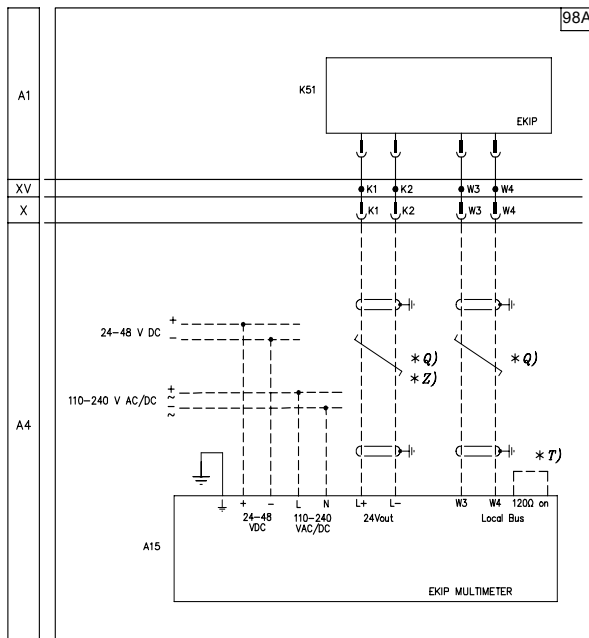 98A
A1
K51
EKIP
XV
K1 K2 W3 W4
X
K1 K2 W3 W4
+
24-48 V DC
-
* Q)
* Q)
* Z)
+
~
110-240 V AC/DC
-
~
A4
* T)
+ - L N L+ L- W3 W4 120Ω on
24-48 VDC
110-240 VAC/DC
24Vout
Local Bus
A15
EKIP MULTIMETER